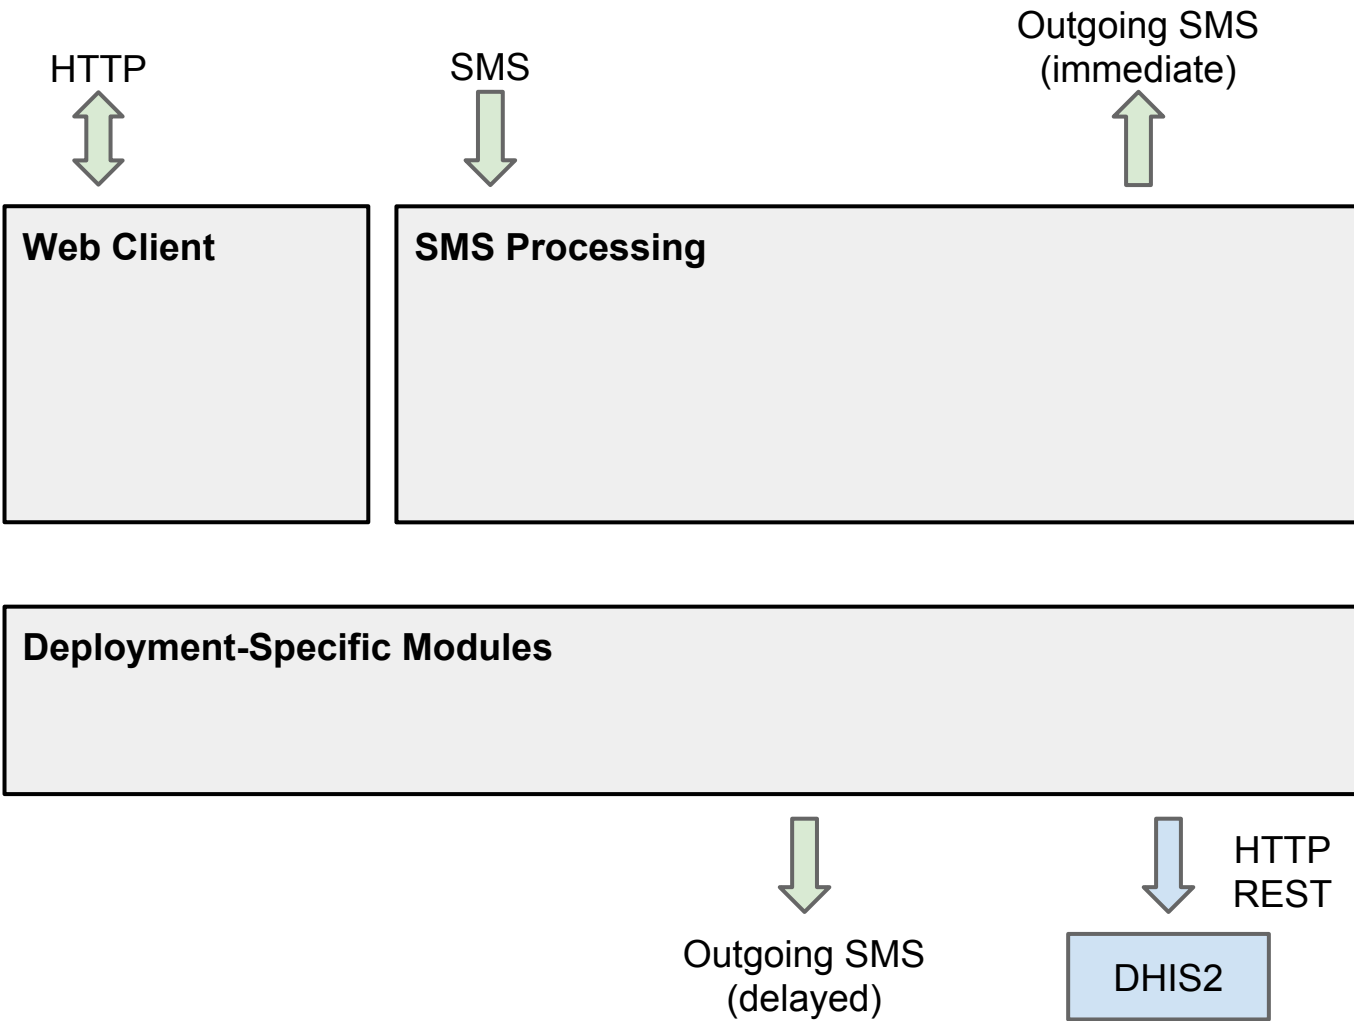 HTTP
SMS
Outgoing SMS
(immediate)
Web Client
SMS Processing
Deployment-Specific Modules
HTTP
REST
Outgoing SMS
(delayed)
DHIS2